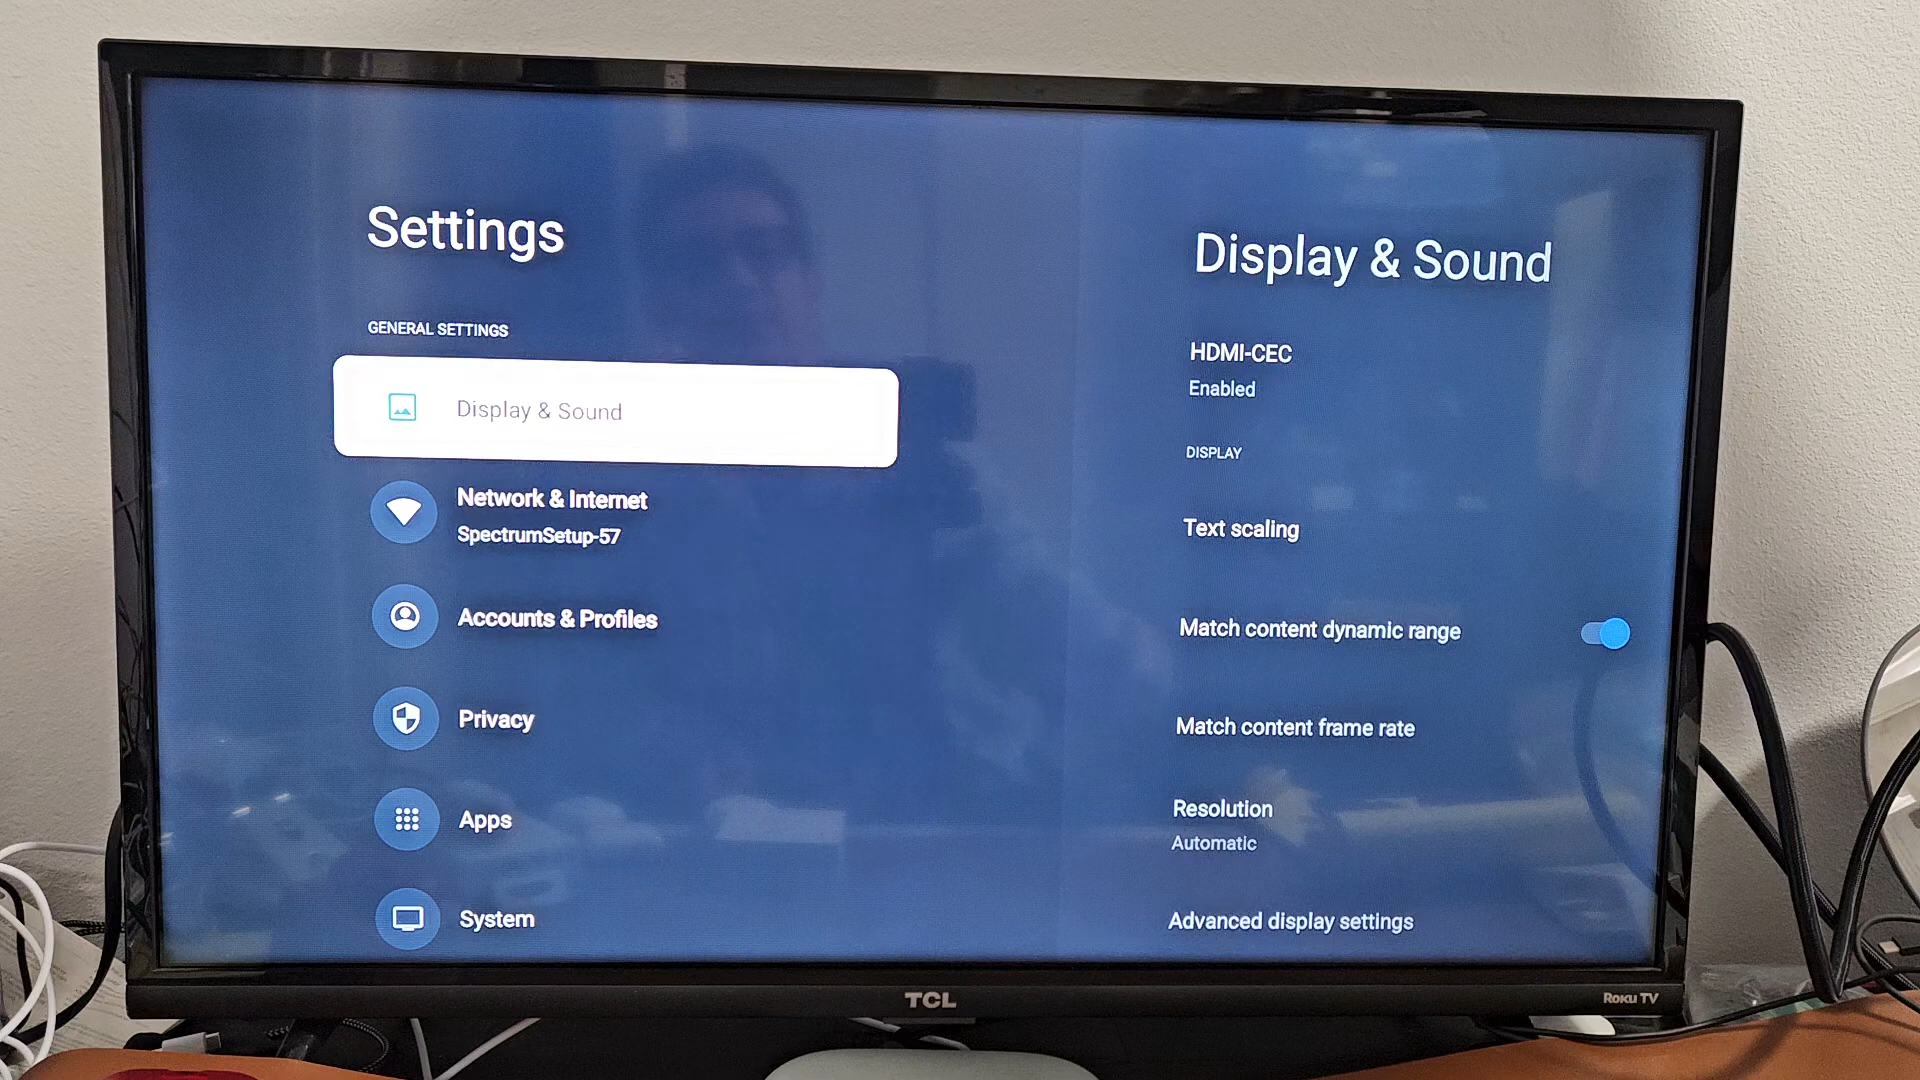 Settings
GENERAL SETTINGS
Display & Sound
Network & Internet
SpectrumSetup-57
Accounts & Profiles
Privacy
Apps
System
Display & Sound
HDMI-CEC
Enabled
DISPLAY
Text scaling
Match content dynamic range
Match content frame rate
Resolution
Automatic
Advanced display settings
TCL
Roku TV